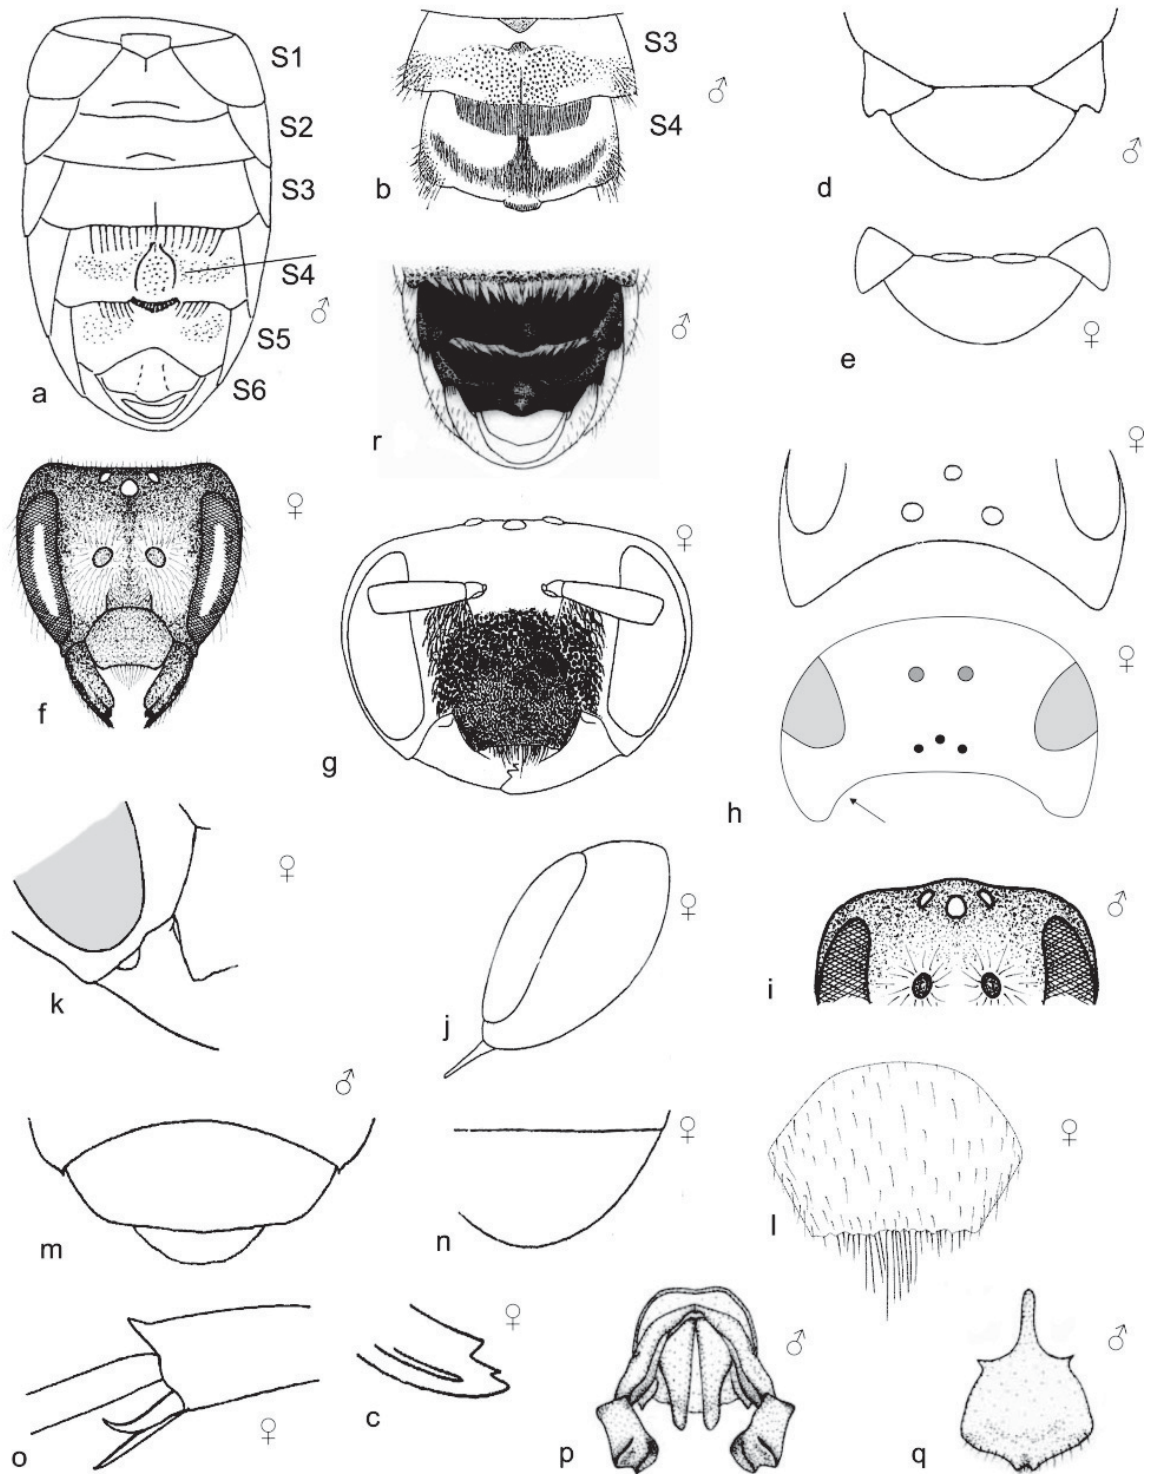 S1
S2
S3
S4
♂
S5
S6
a
S3
♂
S4
b
♂
d
♀
e
♂
r
♀
f
♀
g
♀
♀
h
♀
k
♀
j
♂
i
♂
m
♀
n
♀
l
♀
o
♀
c
♂
p
♂
q